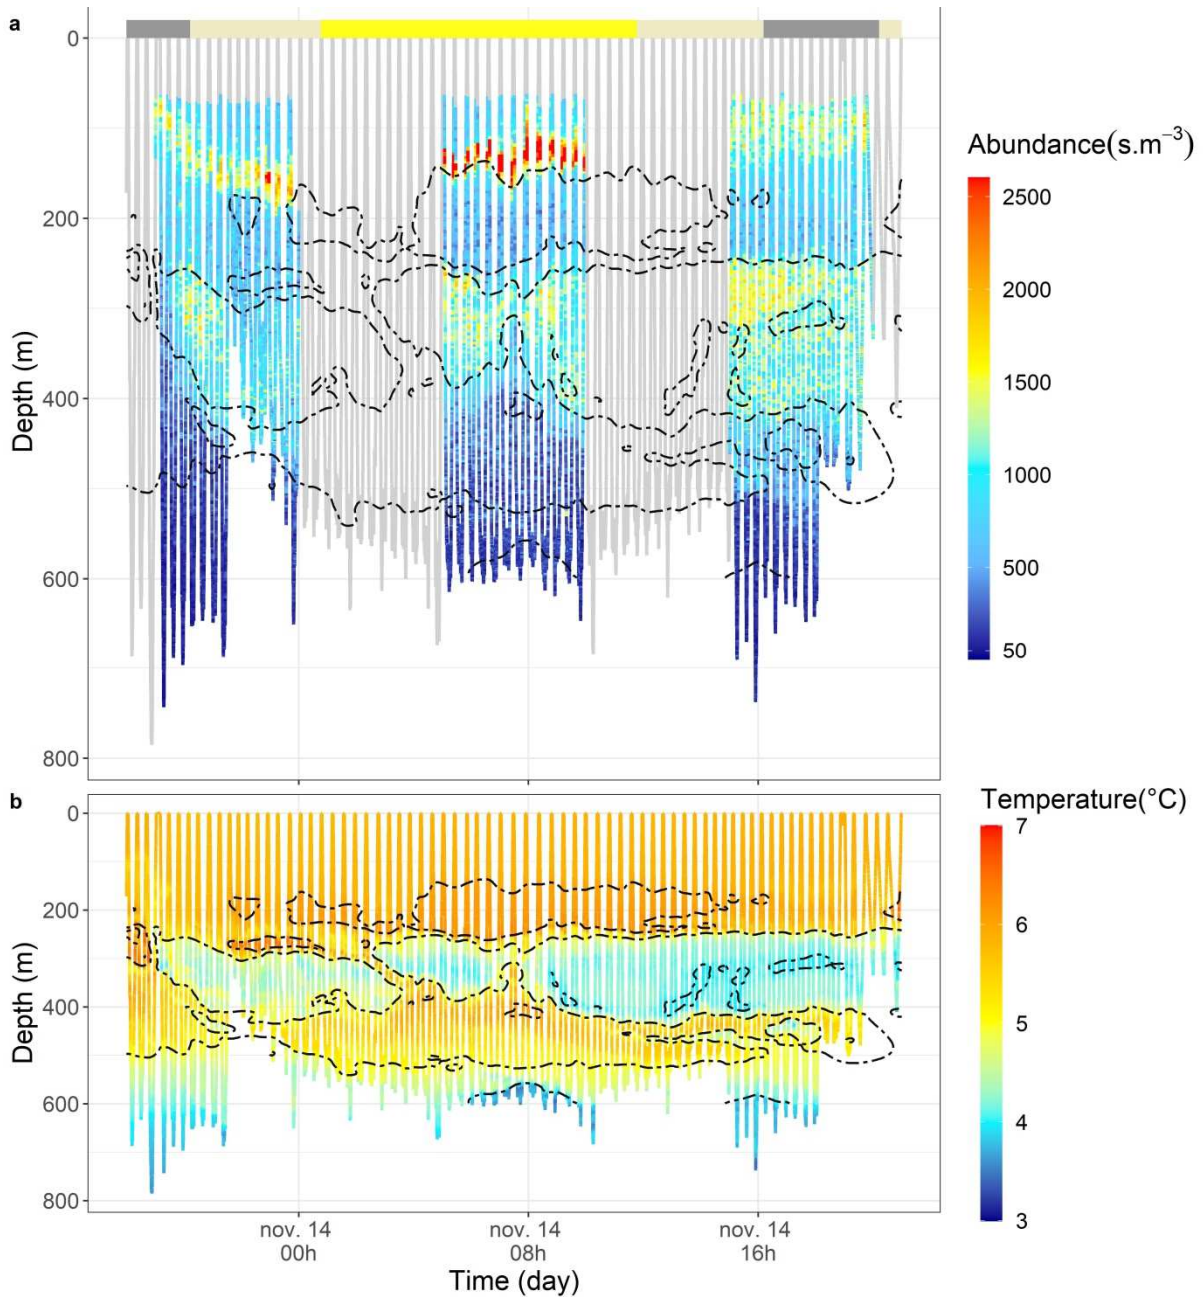 a
0
200
400
600
800
Depth (m)
Abundance(s.m⁻³)
2500
2000
1500
1000
500
50
b
0
200
400
600
800
Depth (m)
Temperature(°C)
7
6
5
4
3
nov. 14
00h
nov. 14
08h
nov. 14
16h
Time (day)